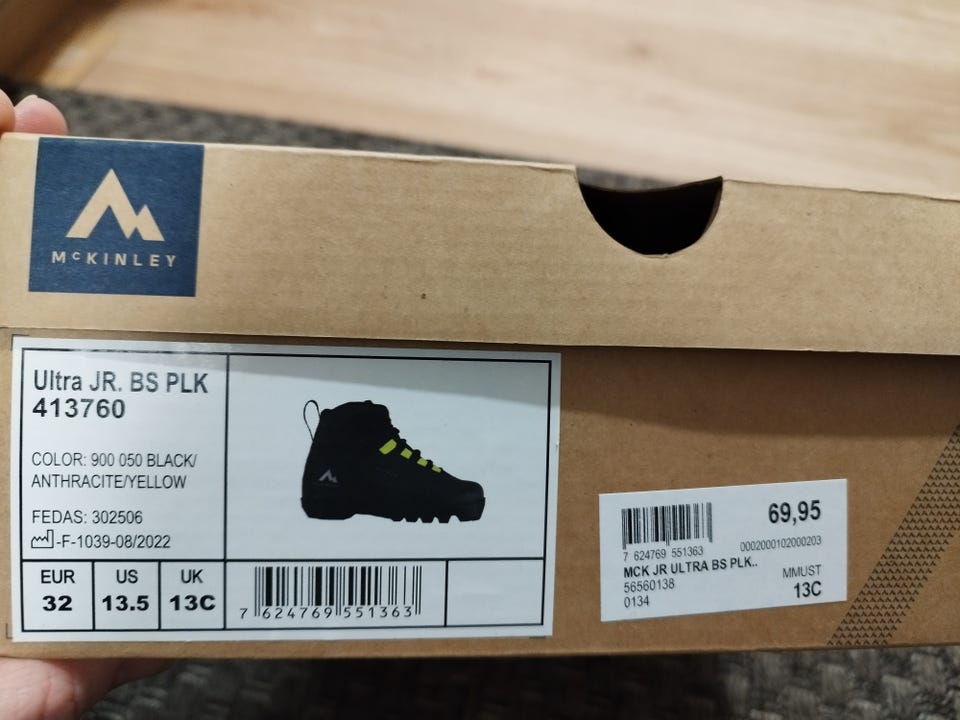 McKINLEY
Ultra JR. BS PLK
413760
COLOR: 900 050 BLACK/
ANTHRACITE/YELLOW
FEDAS: 302506
-F-1039-08/2022
EUR US UK
32 13.5 13C
7 624769 551363
69,95
7 624769 551363 0002000102000203
MCK JR ULTRA BS PLK..
56560138 MMUST
0134 13C